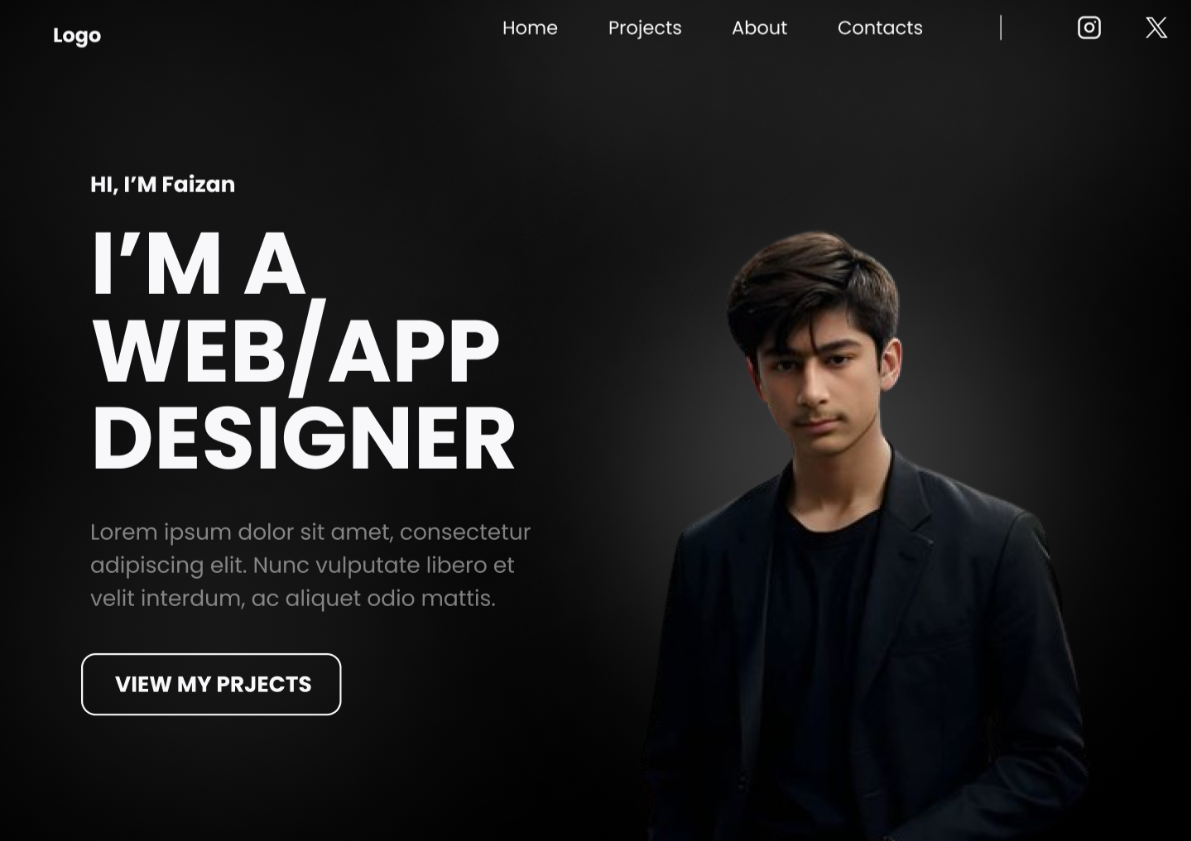 Logo
Home Projects About Contacts
HI, I’M Faizan
I’M A
WEB/APP
DESIGNER
Lorem ipsum dolor sit amet, consectetur
adipiscing elit. Nunc vulputate libero et
velit interdum, ac aliquet odio mattis.
VIEW MY PRJECTS